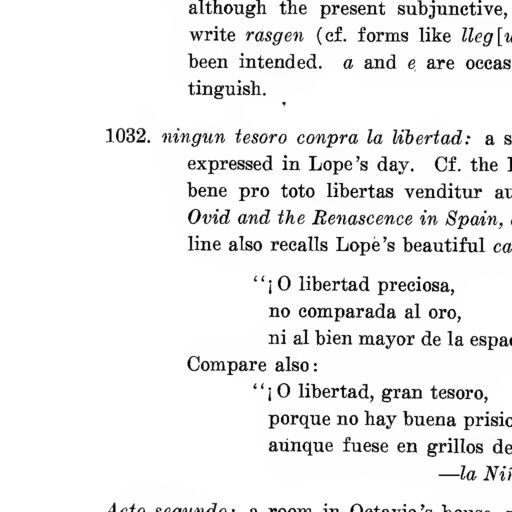 although the present subjunctive,
write rasgen (cf. forms like lleg[
been intended. a and e are occas
tinguish.
1032. ningun tesoro conpra la libertad: a s
expressed in Lope's day. Cf. the
bene pro toto libertas venditur au
Ovid and the Renascence in Spain,
line also recalls Lope's beautiful ca
"¡O libertad preciosa,
no comparada al oro,
ni al bien mayor de la espa
Compare also:
"¡O libertad, gran tesoro,
porque no hay buena prisi
aunque fuese en grillos de
—la Niñ
Acto segundo: a room in Octavio's house,